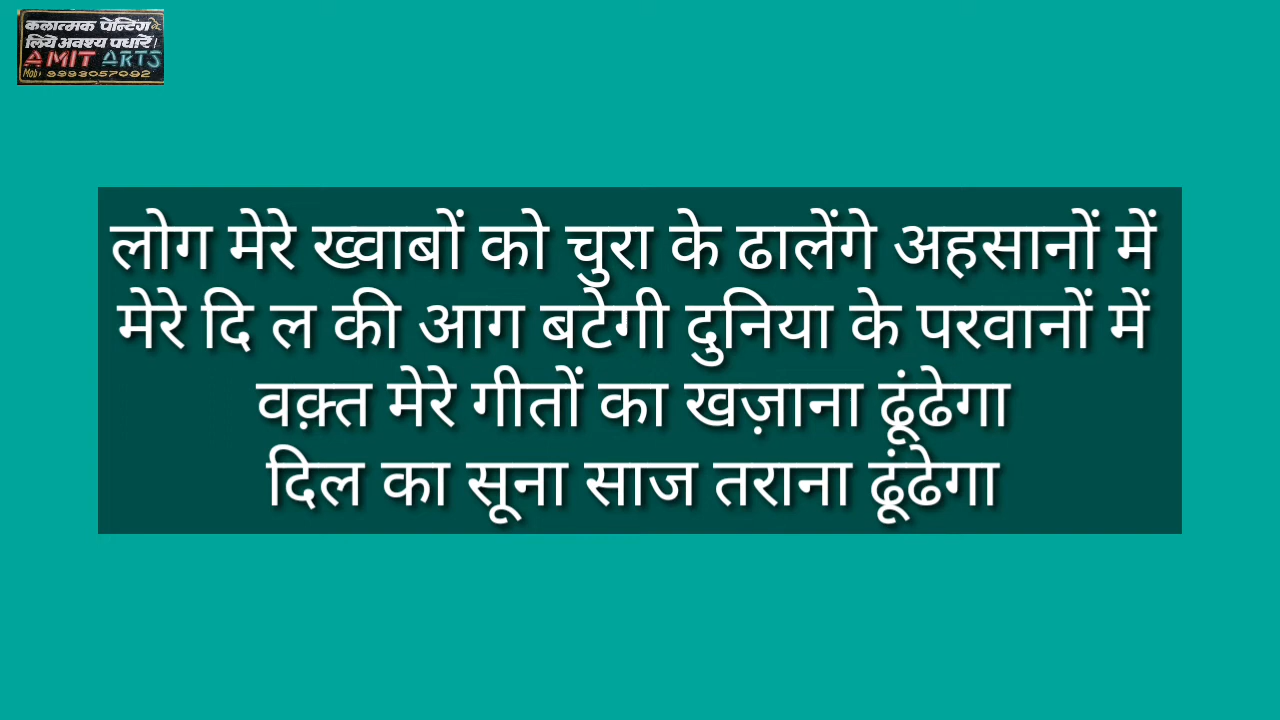 कलात्मक पेन्टिंग के
लिये अवश्य पधारें।
AMIT ARTS
Mob: 9993057092
लोग मेरे ख्वाबों को चुरा के ढालेंगे अहसानों में
मेरे दि ल की आग बटेगी दुनिया के परवानों में
वक़्त मेरे गीतों का खज़ाना ढूंढेगा
दिल का सूना साज तराना ढूंढेगा